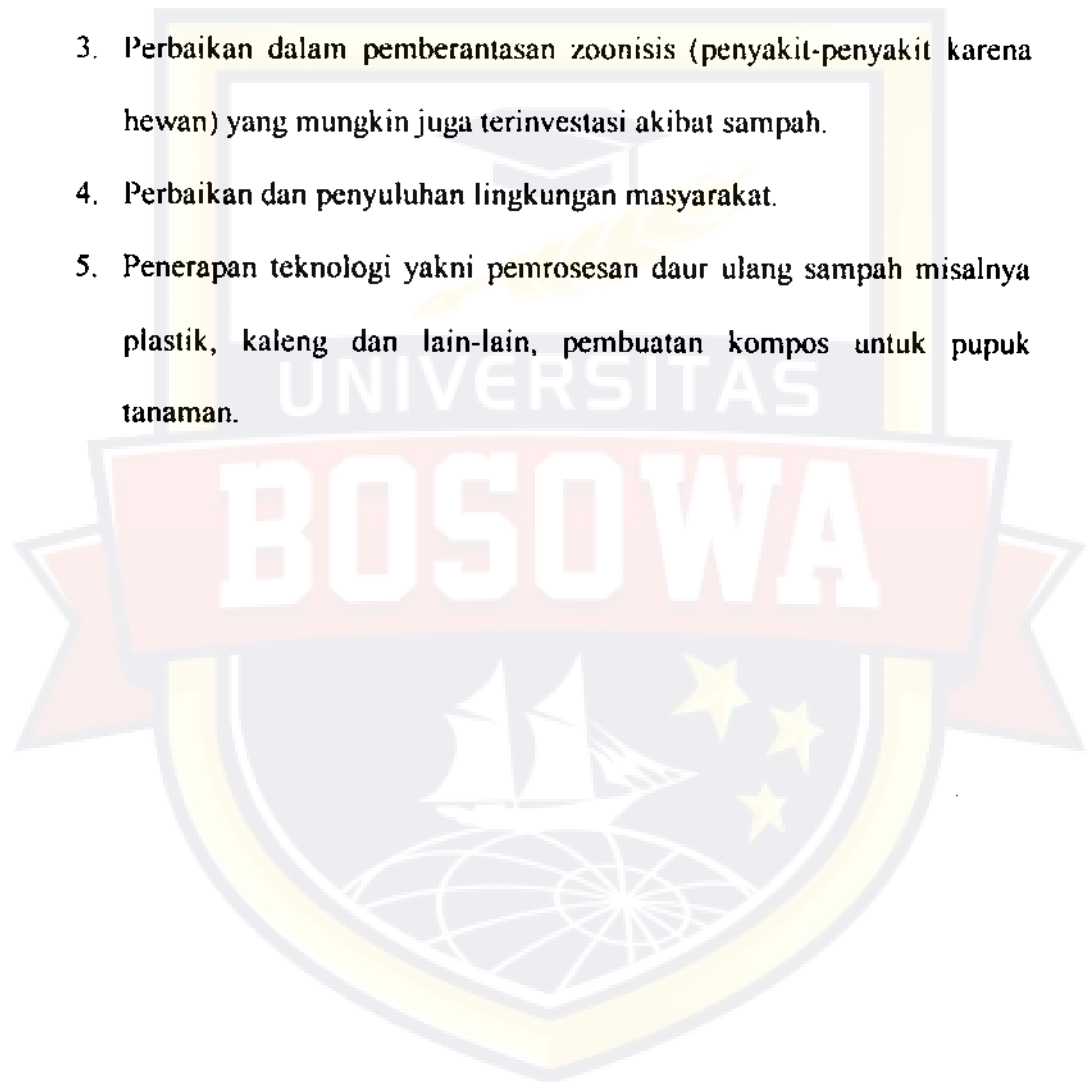 3. Perbaikan dalam pemberantasan zoonisis (penyakit-penyakit karena
hewan) yang mungkin juga terinvestasi akibat sampah.
4. Perbaikan dan penyuluhan lingkungan masyarakat.
5. Penerapan teknologi yakni pemrosesan daur ulang sampah misalnya
plastik, kaleng dan lain-lain, pembuatan kompos untuk pupuk
tanaman.
UNIVERSITAS
BOSOWA